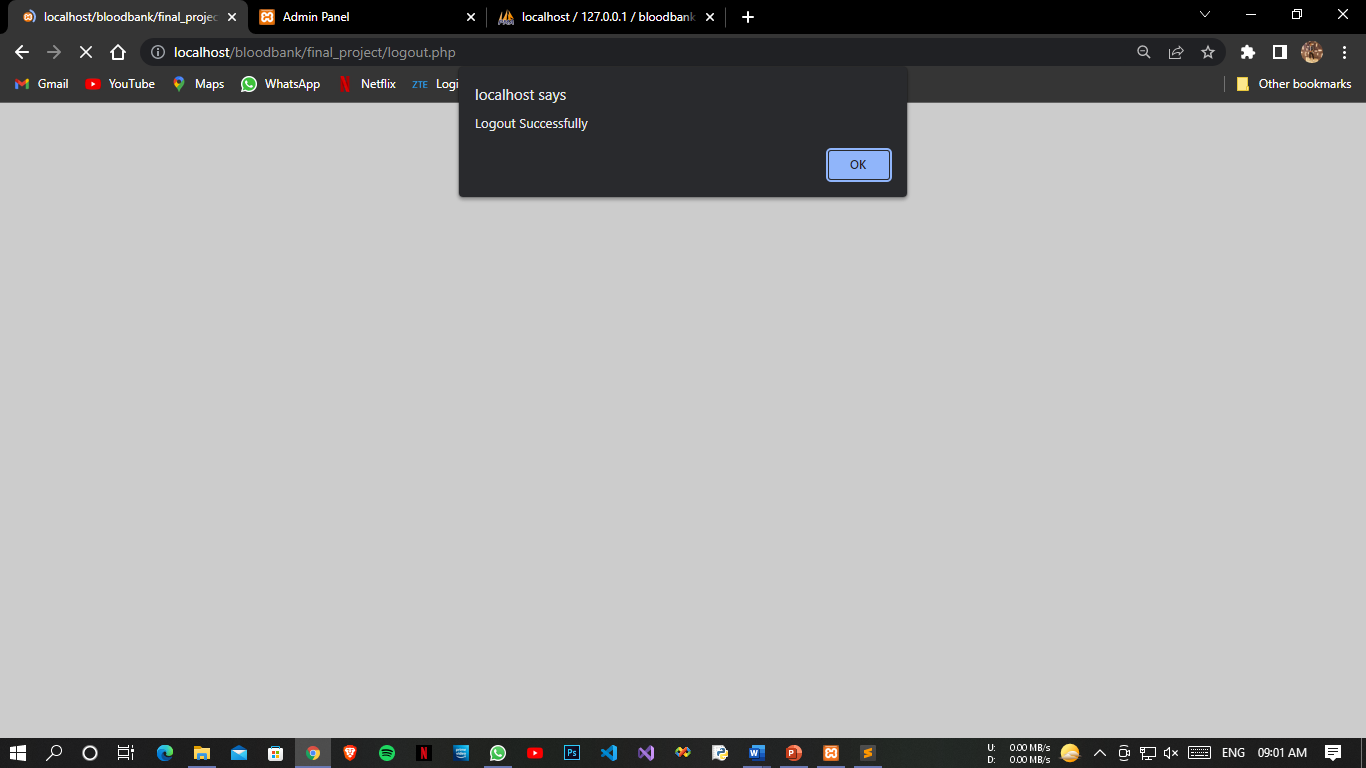 localhost/bloodbank/final_projec
Admin Panel
localhost / 127.0.0.1 / bloodbank
localhost/bloodbank/final_project/logout.php
Gmail
YouTube
Maps
WhatsApp
Netflix
ZTE
Logi
Other bookmarks
localhost says
Logout Successfully
OK
U: 0.00 MB/s
D: 0.00 MB/s
ENG
09:01 AM